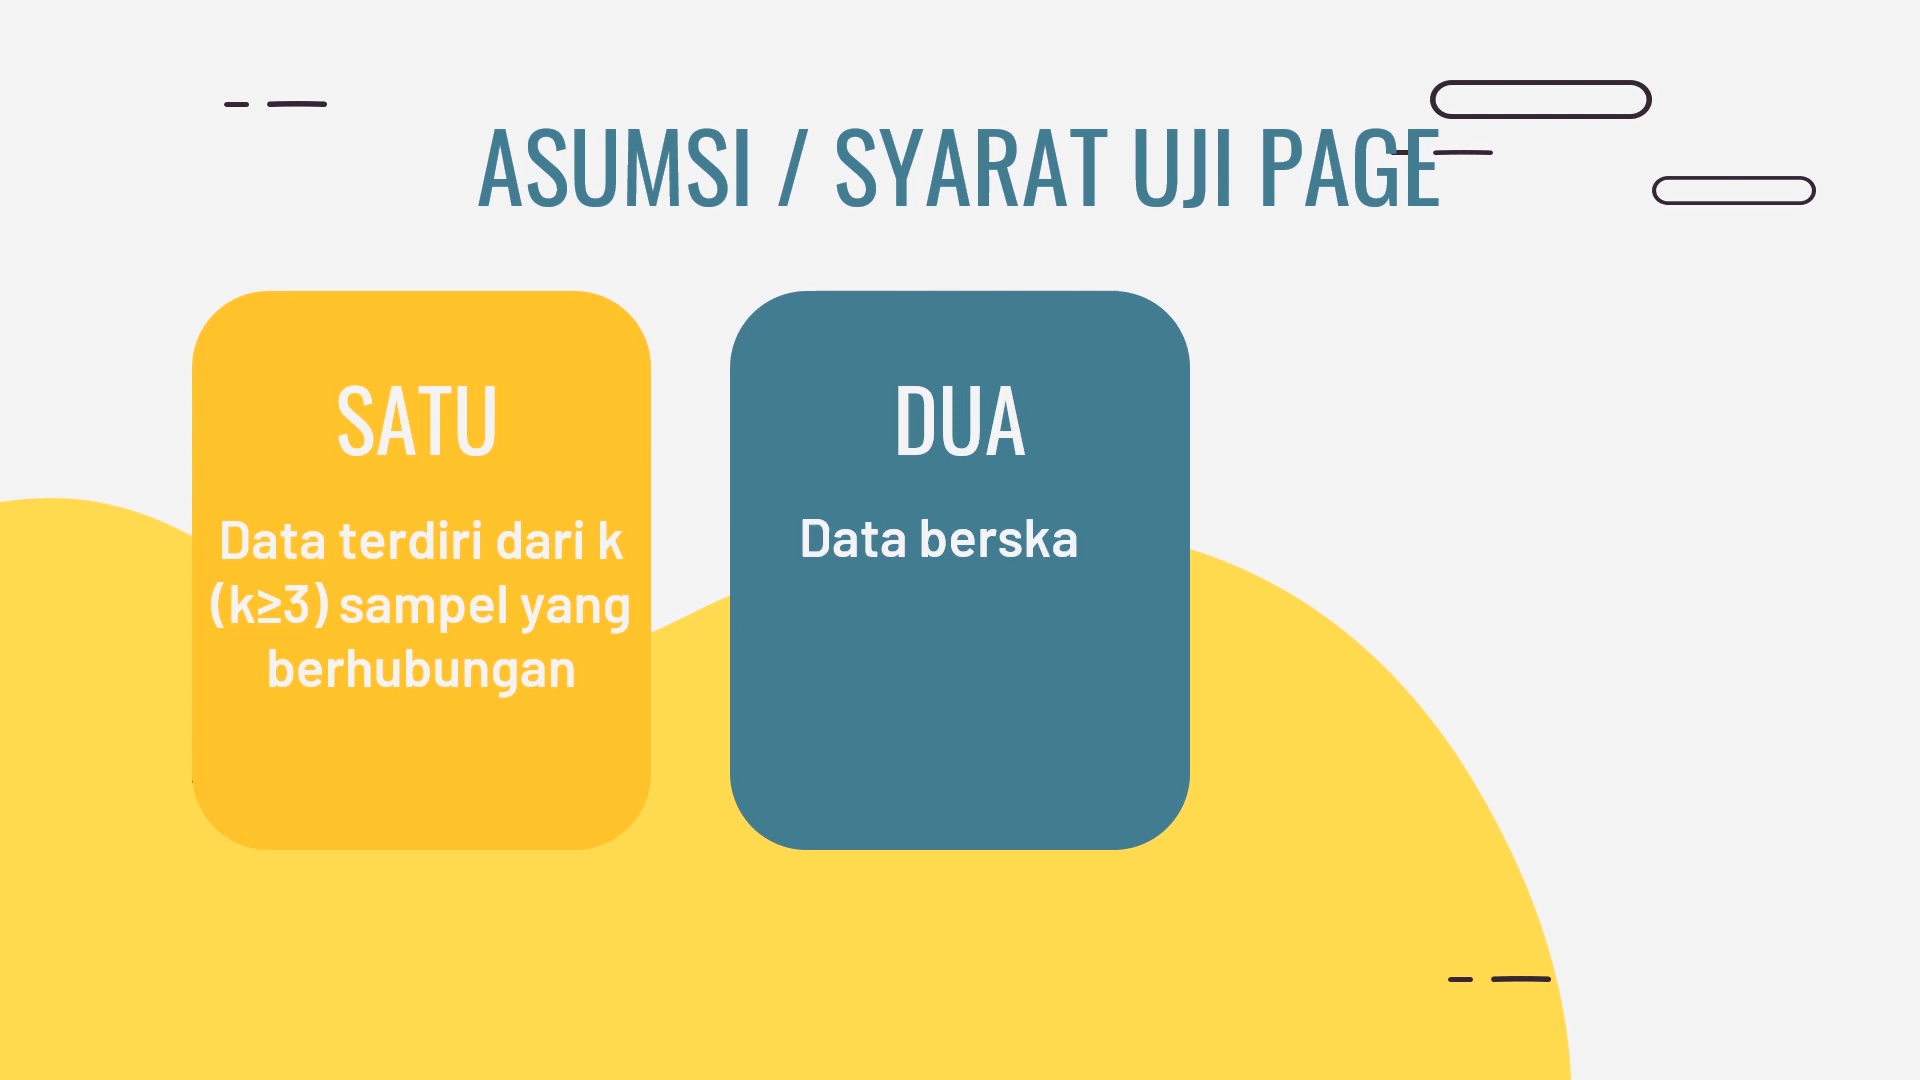 ASUMSI / SYARAT UJI PAGE
SATU
Data terdiri dari k
(k≥3) sampel yang
berhubungan
DUA
Data berska